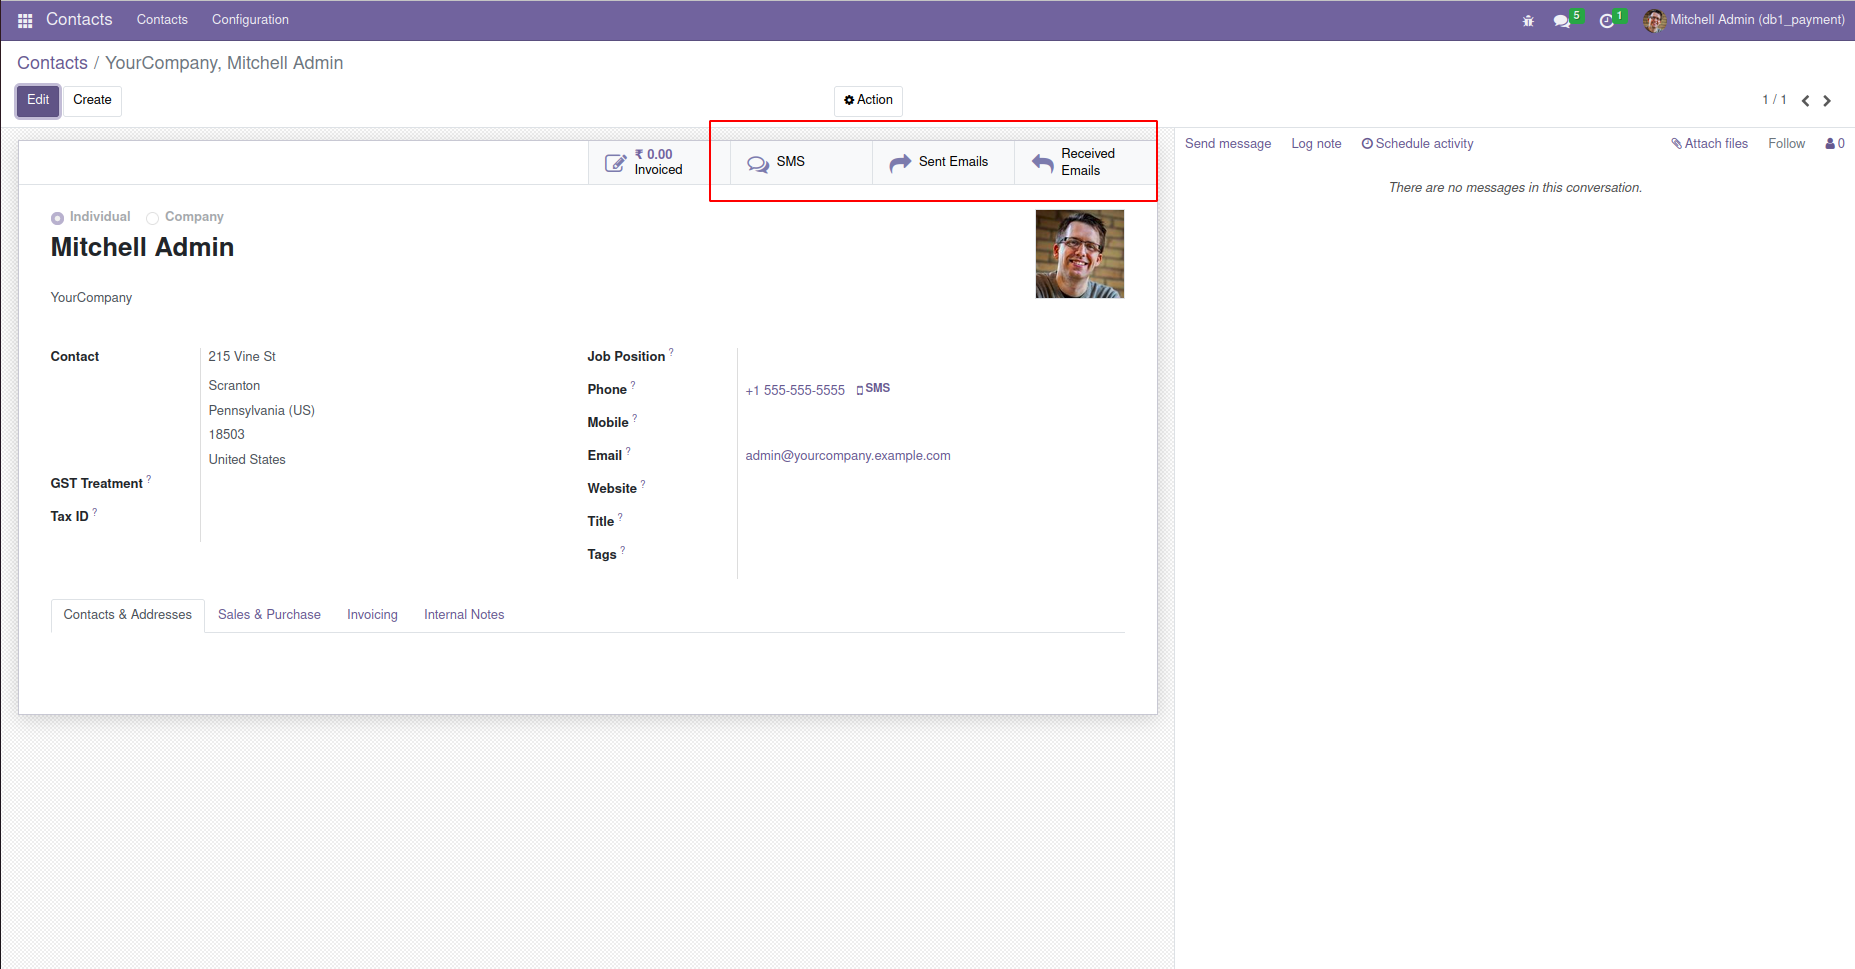 Contacts Contacts Configuration 5 1 Mitchell Admin (db1_payment)
Contacts / YourCompany, Mitchell Admin
Edit Create Action 1 / 1
₹ 0.00
Invoiced
SMS
Sent Emails
Received
Emails
Individual Company
Mitchell Admin
YourCompany
Contact
215 Vine St
Scranton
Pennsylvania (US)
18503
United States
GST Treatment ?
Tax ID ?
Job Position ?
Phone ? +1 555-555-5555 SMS
Mobile ?
Email ? admin@yourcompany.example.com
Website ?
Title ?
Tags ?
Contacts & Addresses Sales & Purchase Invoicing Internal Notes
Send message Log note Schedule activity Attach files Follow 0
There are no messages in this conversation.